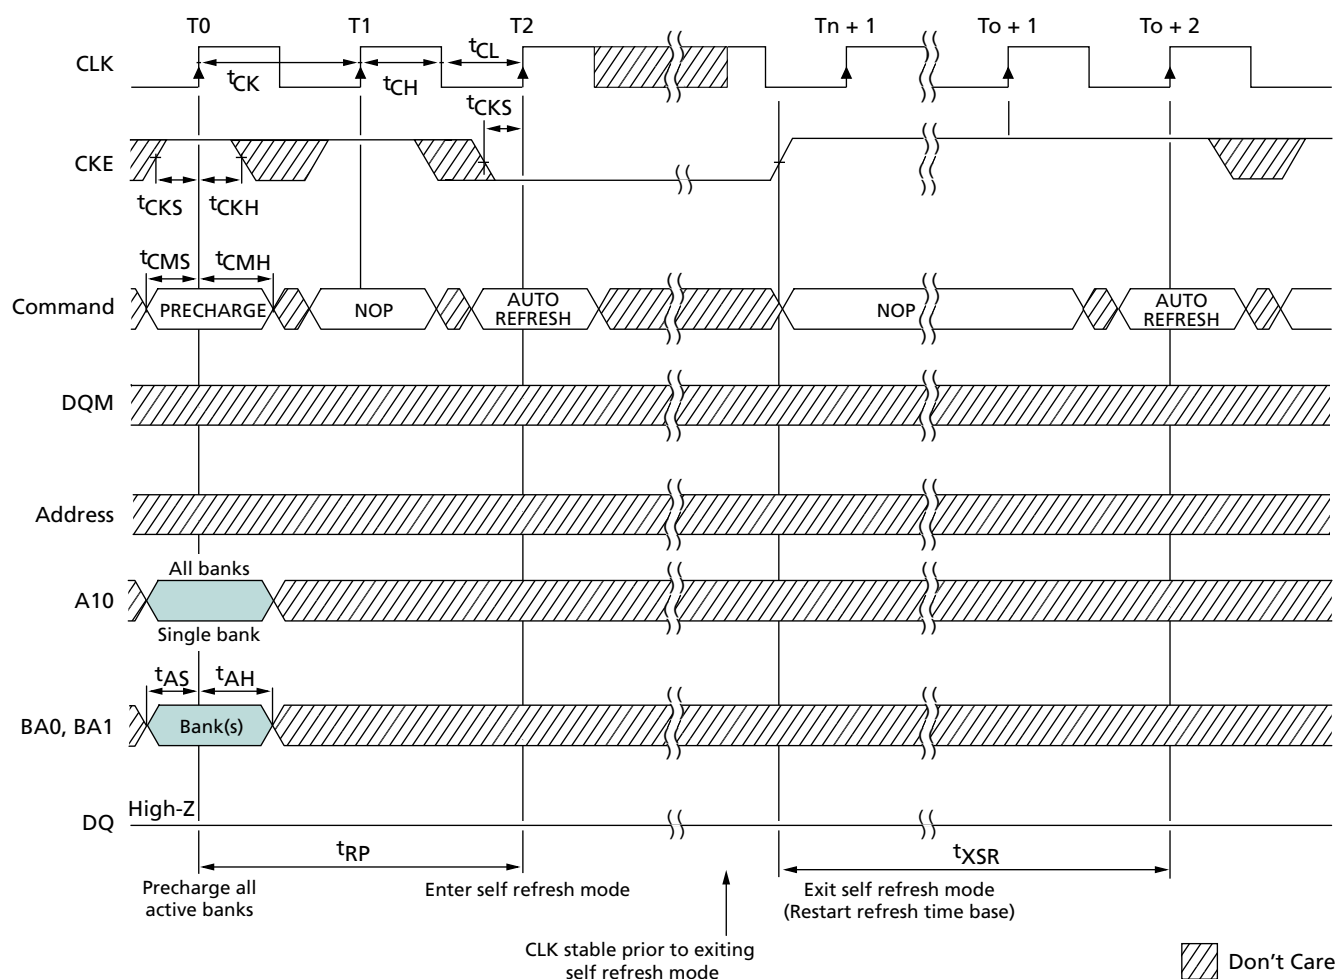 T0 T1 T2 Tn + 1 To + 1 To + 2
CLK
tCK tCH tCL
tCKS
CKE
tCKS tCKH
tCMS tCMH
Command PRECHARGE NOP AUTO REFRESH NOP AUTO REFRESH
DQM
Address
All banks
A10
Single bank
tAS tAH
BA0, BA1 Bank(s)
High-Z
DQ
tRP tXSR
Precharge all
active banks
Enter self refresh mode
Exit self refresh mode
(Restart refresh time base)
CLK stable prior to exiting
self refresh mode
Don't Care